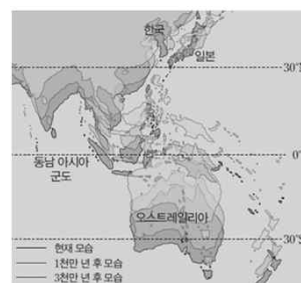 한국
일본
30°
0°
동남 아시아
군도
오스트레일리아
30°S
현재 모습
1천만 년 후 모습
3천만 년 후 모습